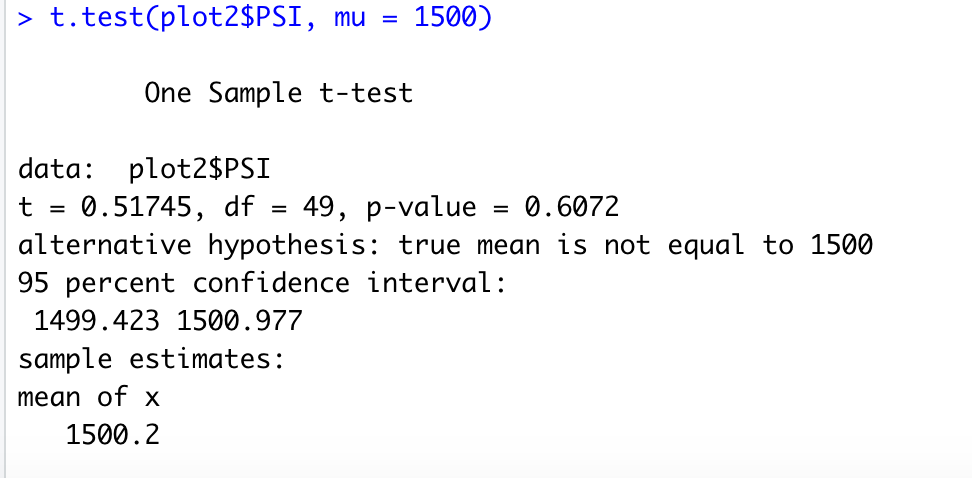 > t.test(plot2$PSI, mu = 1500)
One Sample t-test
data:  plot2$PSI
t = 0.51745, df = 49, p-value = 0.6072
alternative hypothesis: true mean is not equal to 1500
95 percent confidence interval:
1499.423 1500.977
sample estimates:
mean of x
1500.2